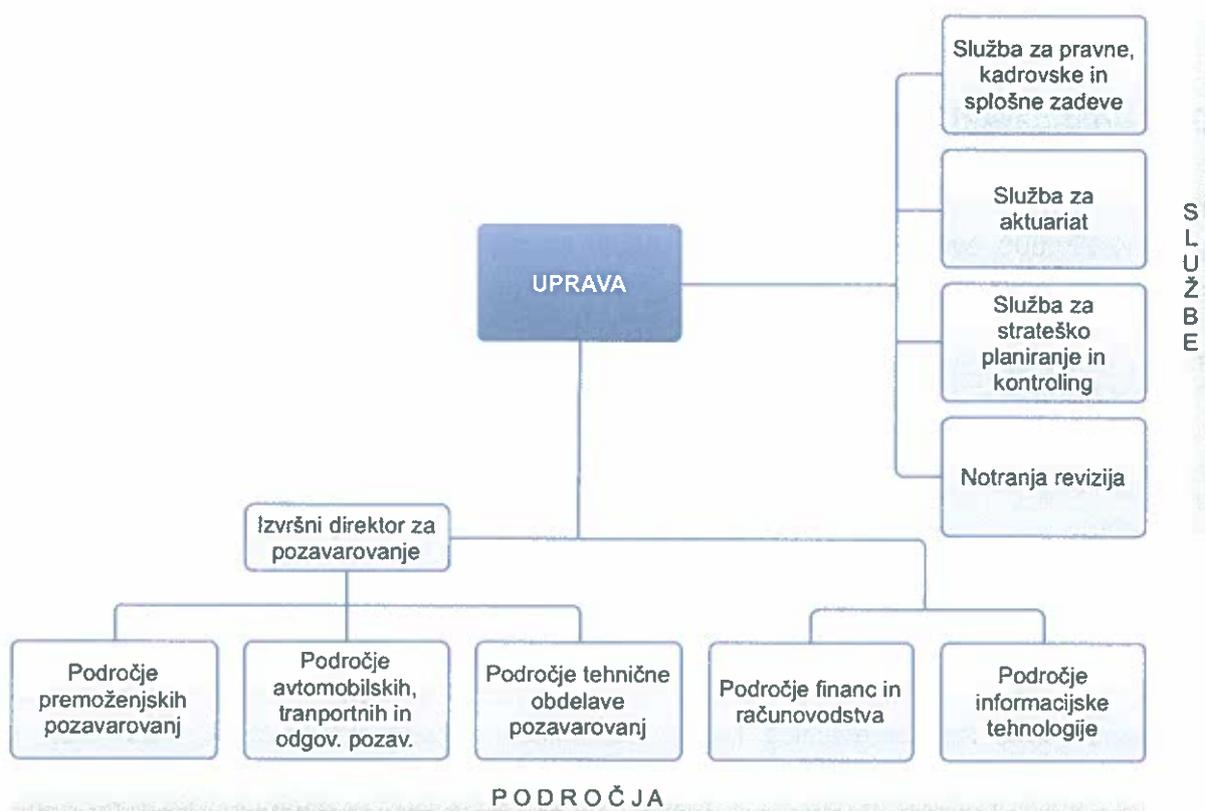 Služba za pravne,
kadrovske in
splošne zadeve
Služba za
aktuariat
Služba za
strateško
planiranje in
kontroling
Notranja revizija
SLUŽBE
UPRAVA
Izvršni direktor za
pozavarovanje
Področje
premoženjskih
pozavarovanj
Področje
avtomobilskih,
tranportnih in
odgov. pozav.
Področje tehnične
obdelave
pozavarovanj
Področje financ in
računovodstva
Področje
informacijske
tehnologije
PODROČJA